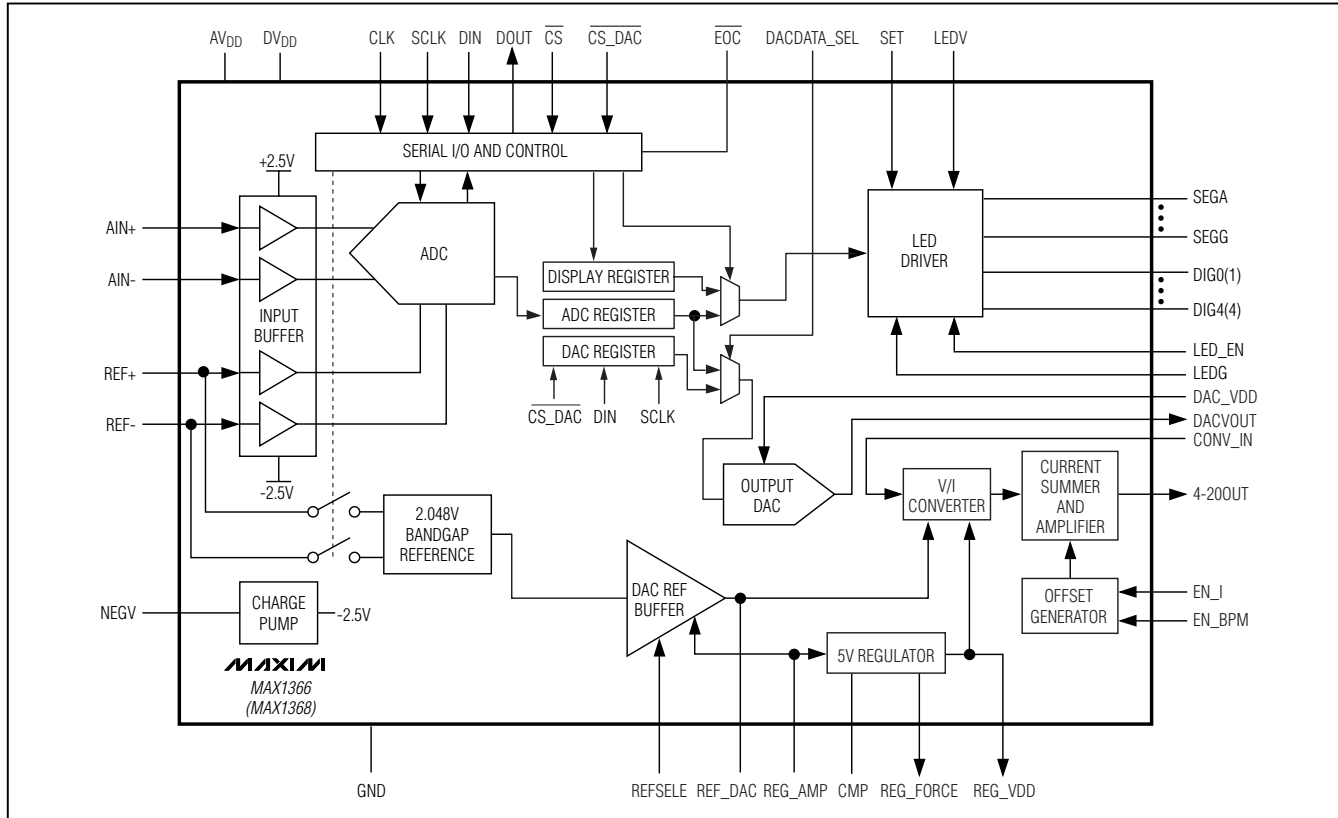 AVDD
DVDD
CLK
SCLK
DIN
DOUT
CS
CS_DAC
EOC
DACDATA_SEL
SET
LEDV
SERIAL I/O AND CONTROL
+2.5V
AIN+
AIN-
INPUT
BUFFER
REF+
REF-
-2.5V
ADC
DISPLAY REGISTER
ADC REGISTER
DAC REGISTER
CS_DAC
DIN
SCLK
LED
DRIVER
SEGA
SEGG
DIG0(1)
DIG4(4)
LED_EN
LEDG
DAC_VDD
DACVOUT
CONV_IN
OUTPUT
DAC
V/I
CONVERTER
CURRENT
SUMMER
AND
AMPLIFIER
4-20OUT
2.048V
BANDGAP
REFERENCE
DAC REF
BUFFER
OFFSET
GENERATOR
EN_I
EN_BPM
NEGV
CHARGE
PUMP
-2.5V
5V REGULATOR
MAXIM
MAX1366
(MAX1368)
GND
REFSELE
REF_DAC
REG_AMP
CMP
REG_FORCE
REG_VDD